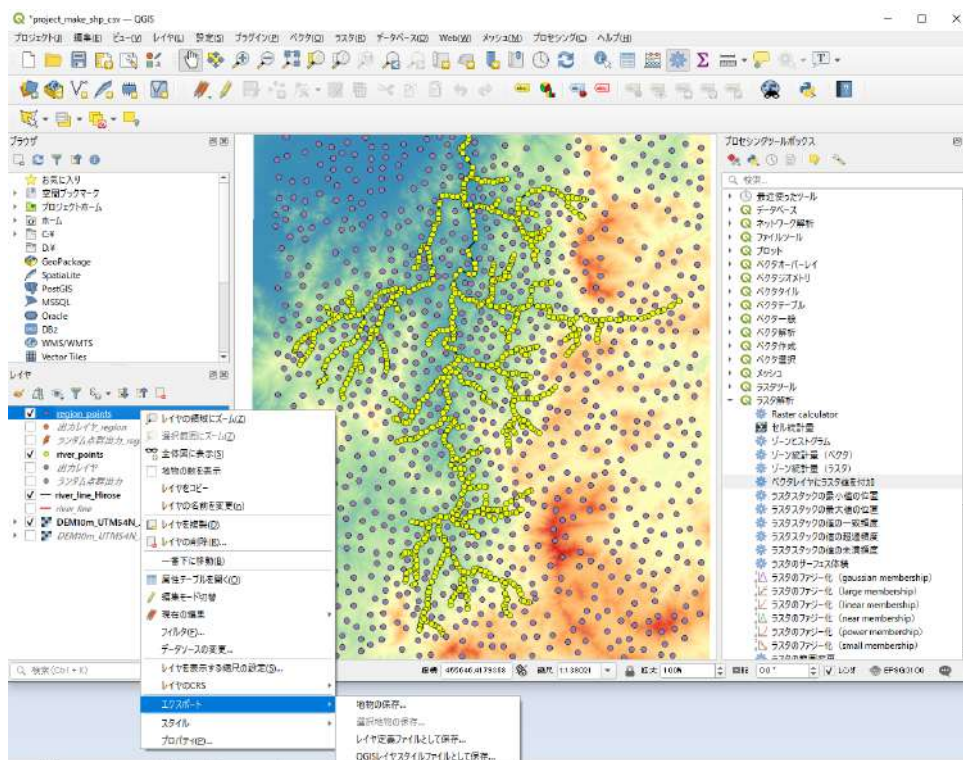 *project_make_shp_csv — QGIS
プロジェクト(J) 編集(E) ビュー(V) レイヤ(L) 設定(S) プラグイン(P) ベクタ(O) ラスタ(R) データベース(D) Web(W) メッシュ(M) プロセシング(C) ヘルプ(H)
ブラウザ
お気に入り
空間ブックマーク
プロジェクトホーム
ホーム
C:¥
D:¥
GeoPackage
SpatiaLite
PostGIS
MSSQL
Oracle
DB2
WMS/WMTS
Vector Tiles
レイヤ
region_points
出力レイヤ_region
ランダム点群出力_reg
river_points
出力レイヤ
ランダム点群出力
river_line_Hirose
river_line
DEM10m_UTM54N_
DEM10m_UTM54N_
検索(Ctrl + K)
レイヤの領域にズーム(Z)
選択範囲にズーム(Z)
全体図に表示(S)
地物の数を表示
レイヤをコピー
レイヤの名前を変更(n)
レイヤを複製(D)
レイヤの削除(R)...
一番下に移動(B)
属性テーブルを開く(O)
編集モード切替
現在の編集
フィルタ(F)...
データソースの変更...
レイヤを表示する縮尺の設定(S)...
レイヤのCRS
エクスポート
スタイル
プロパティ(P)...
地物の保存...
選択地物の保存...
レイヤ定義ファイルとして保存...
QGISレイヤスタイルファイルとして保存...
プロセシングツールボックス
検索...
最近使ったツール
データベース
ネットワーク解析
ファイルツール
プロット
ベクタオーバーレイ
ベクタジオメトリ
ベクタタイル
ベクタテーブル
ベクタ一般
ベクタ解析
ベクタ作成
ベクタ選択
メッシュ
ラスタツール
ラスタ解析
Raster calculator
セル統計量
ゾーンヒストグラム
ゾーン統計量（ベクタ）
ゾーン統計量（ラスタ）
ベクタレイヤにラスタ値を付加
ラスタスタックの最小値の位置
ラスタスタックの最大値の位置
ラスタスタックの値の一致頻度
ラスタスタックの値の超過頻度
ラスタスタックの値の未満頻度
ラスタのサーフェス体積
ラスタのファジー化（gaussian membership）
ラスタのファジー化（large membership）
ラスタのファジー化（linear membership）
ラスタのファジー化（near membership）
ラスタのファジー化（power membership）
ラスタのファジー化（small membership）
座標 縮尺 1:138021 拡大 100% 回転 0.0° レンダ EPSG:3100